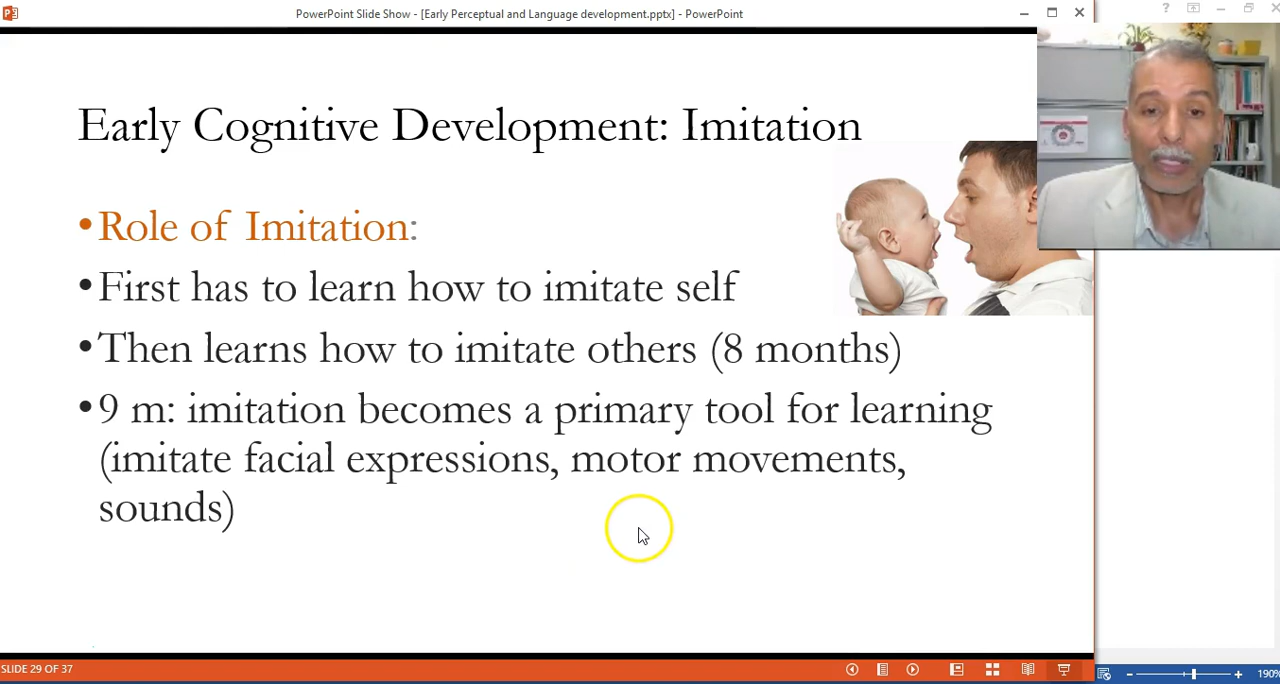 PowerPoint Slide Show - [Early Perceptual and Language development.pptx] - PowerPoint
Early Cognitive Development: Imitation
•Role of Imitation:
•First has to learn how to imitate self
•Then learns how to imitate others (8 months)
•9 m: imitation becomes a primary tool for learning
(imitate facial expressions, motor movements,
sounds)
SLIDE 29 OF 37
190%